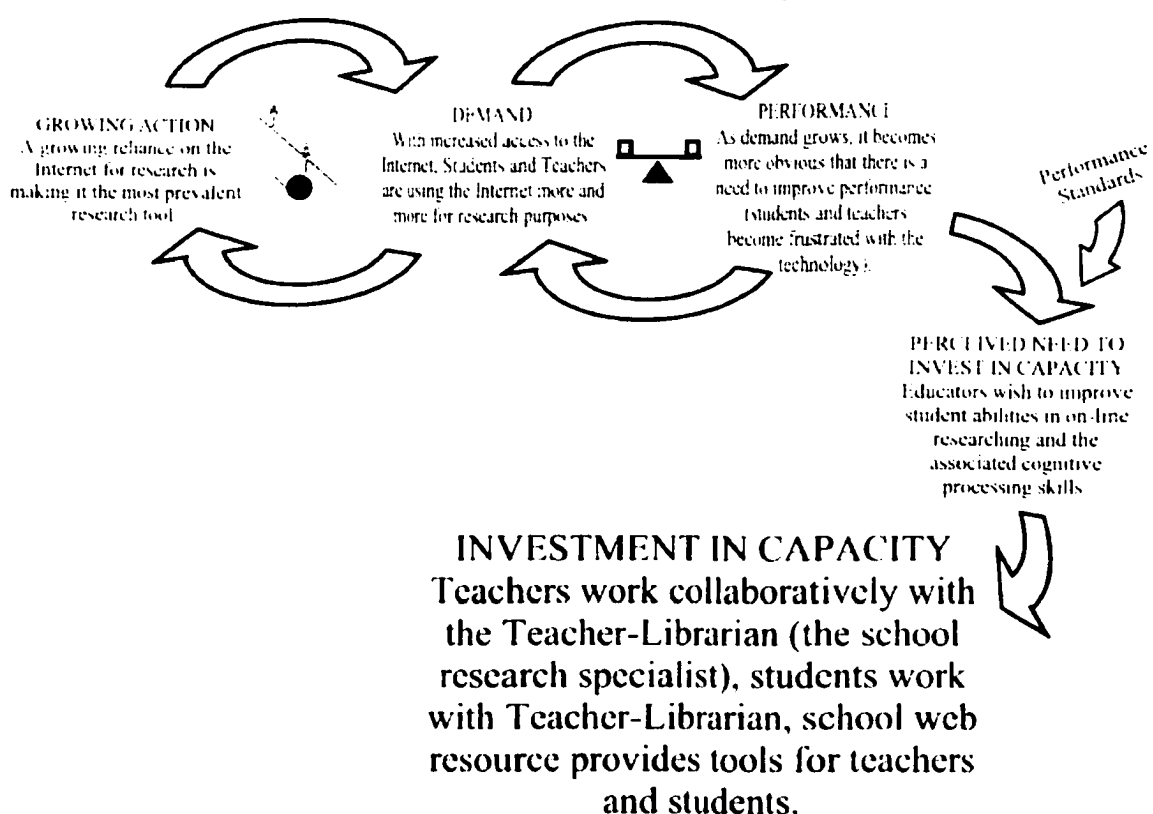 GROWING ACTION
A growing reliance on the
Internet for research is
making it the most prevalent
research tool
DEMAND
With increased access to the
Internet, Students and Teachers
are using the Internet more and
more for research purposes
PERFORMANCE
As demand grows, it becomes
more obvious that there is a
need to improve performance
(students and teachers
become frustrated with the
technology).
Performance
Standards
PERCEIVED NEED TO
INVEST IN CAPACITY
Educators wish to improve
student abilities in on-line
researching and the
associated cognitive
processing skills
INVESTMENT IN CAPACITY
Teachers work collaboratively with
the Teacher-Librarian (the school
research specialist), students work
with Teacher-Librarian, school web
resource provides tools for teachers
and students.